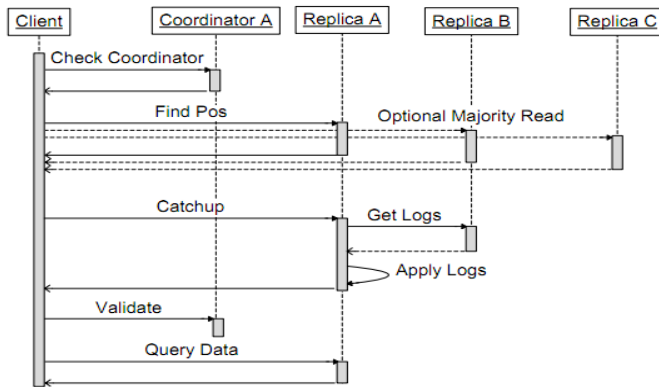 Client
Coordinator A
Replica A
Replica B
Replica C
Check Coordinator
Find Pos
Optional Majority Read
Catchup
Get Logs
Apply Logs
Validate
Query Data